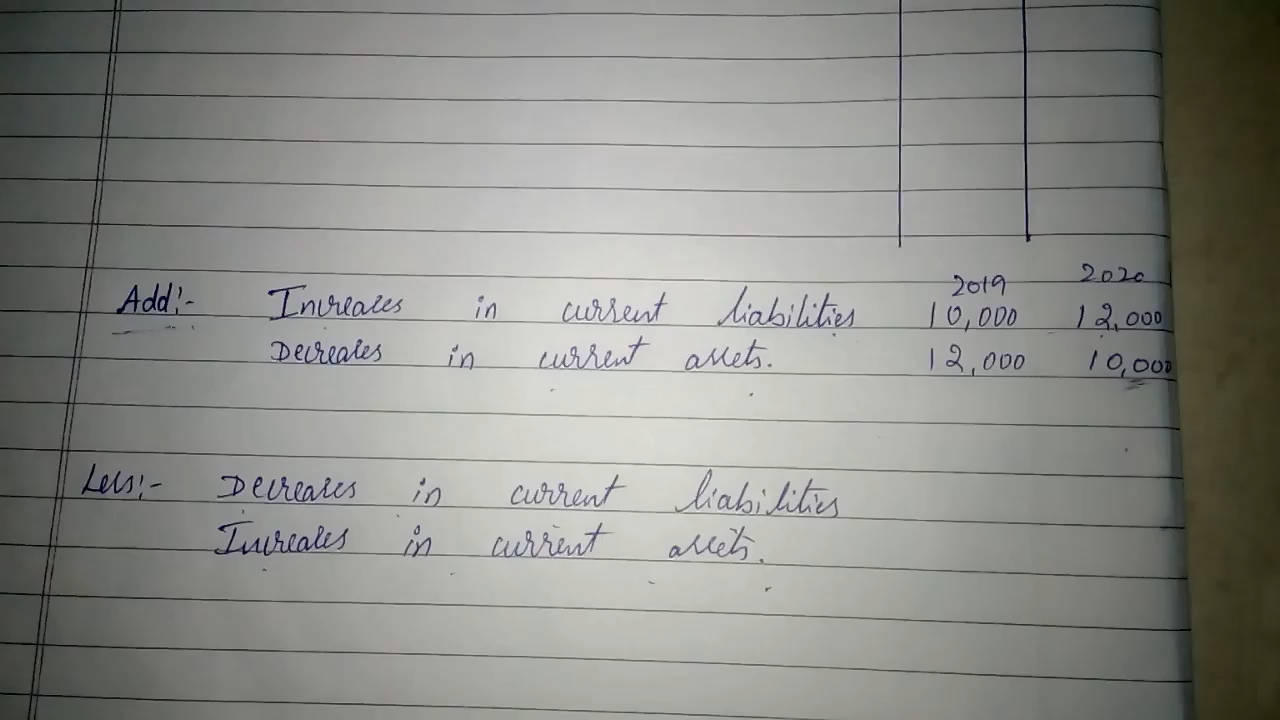 2019 2020
Add:- Increases in current liabilities 10,000 12,000
Decreases in current assets. 12,000 10,000
Less:- Decreases in current liabilities
Increases in current assets.